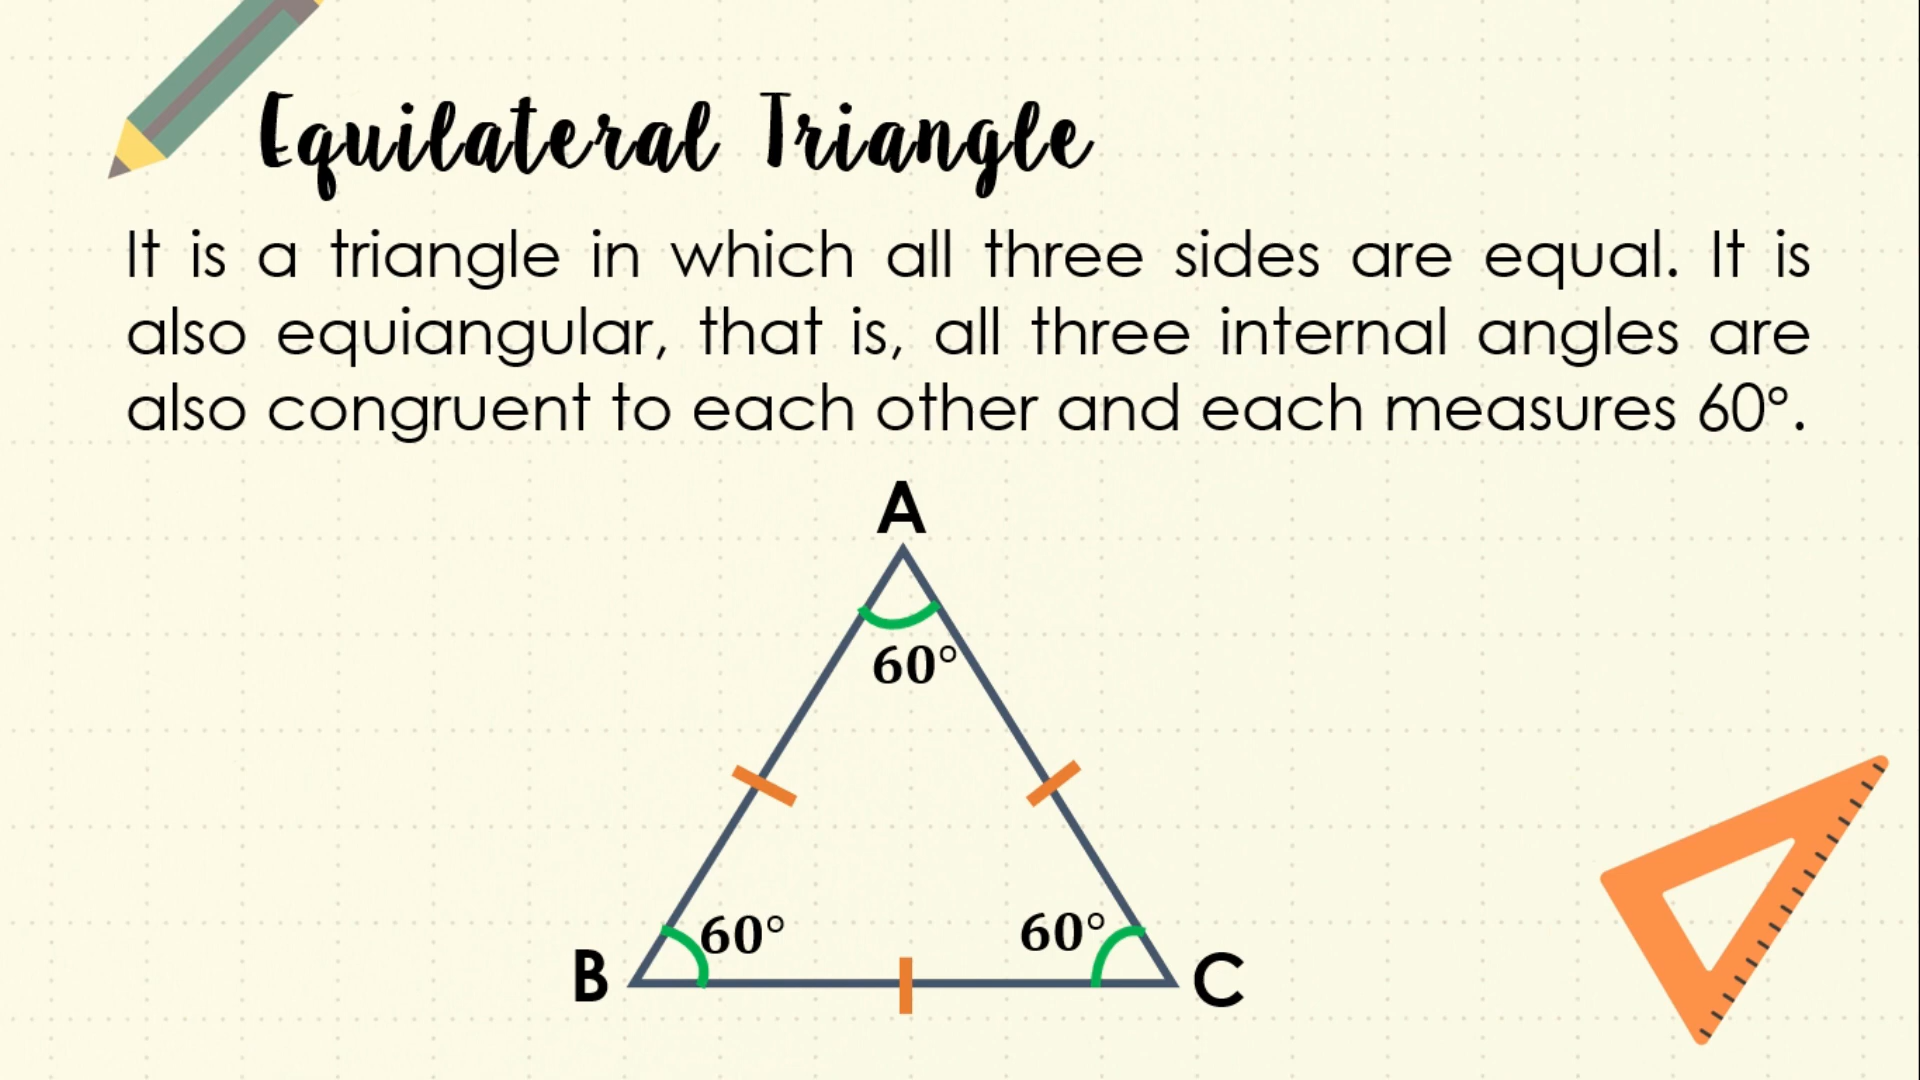 Equilateral Triangle
It is a triangle in which all three sides are equal. It is
also equiangular, that is, all three internal angles are
also congruent to each other and each measures 60°.
A
60°
60°
60°
B
C